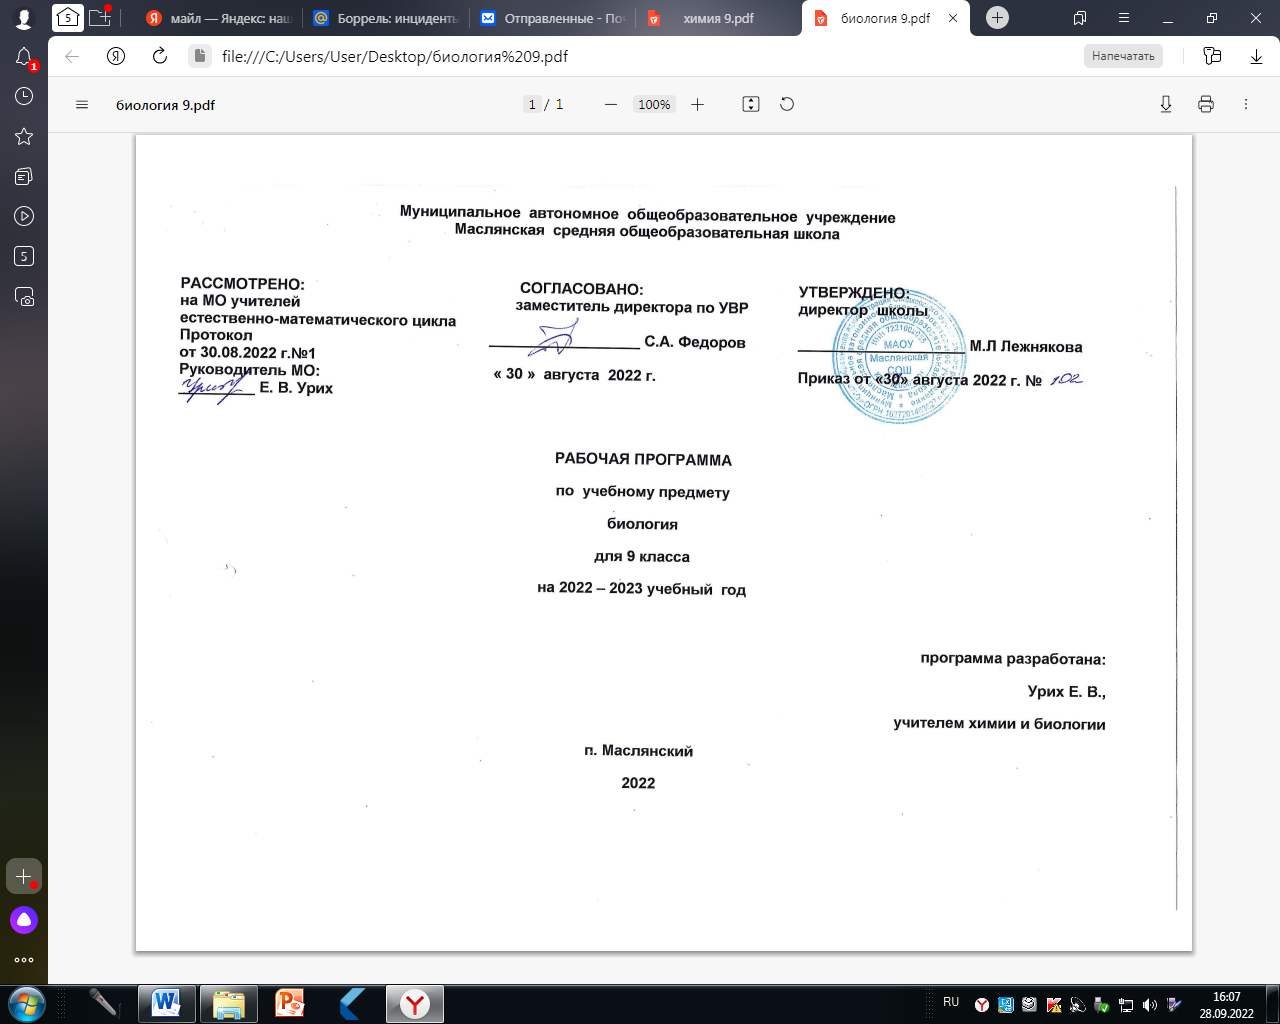 5
майл — Яндекс: наш
Боррель: инциденть
Отправленные - По
химия 9.pdf
биология 9.pdf
1
file:///C:/Users/User/Desktop/биология%209.pdf
Напечатать
биология 9.pdf
1 / 1
100%
5
Муниципальное автономное общеобразовательное учреждение
Маслянская средняя общеобразовательная школа
РАССМОТРЕНО:
на МО учителей
естественно-математического цикла
Протокол
от 30.08.2022 г.№1
Руководитель МО:
Е. В. Урих
СОГЛАСОВАНО:
заместитель директора по УВР
С.А. Федоров
« 30 » августа 2022 г.
УТВЕРЖДЕНО:
директор школы
М.Л Лежнякова
Приказ от «30» августа 2022 г. № 102
МАОУ
Маслянская
СОШ
РАБОЧАЯ ПРОГРАММА
по учебному предмету
биология
для 9 класса
на 2022 – 2023 учебный год
программа разработана:
Урих Е. В.,
учителем химии и биологии
п. Маслянский
2022
RU
16:07
28.09.2022